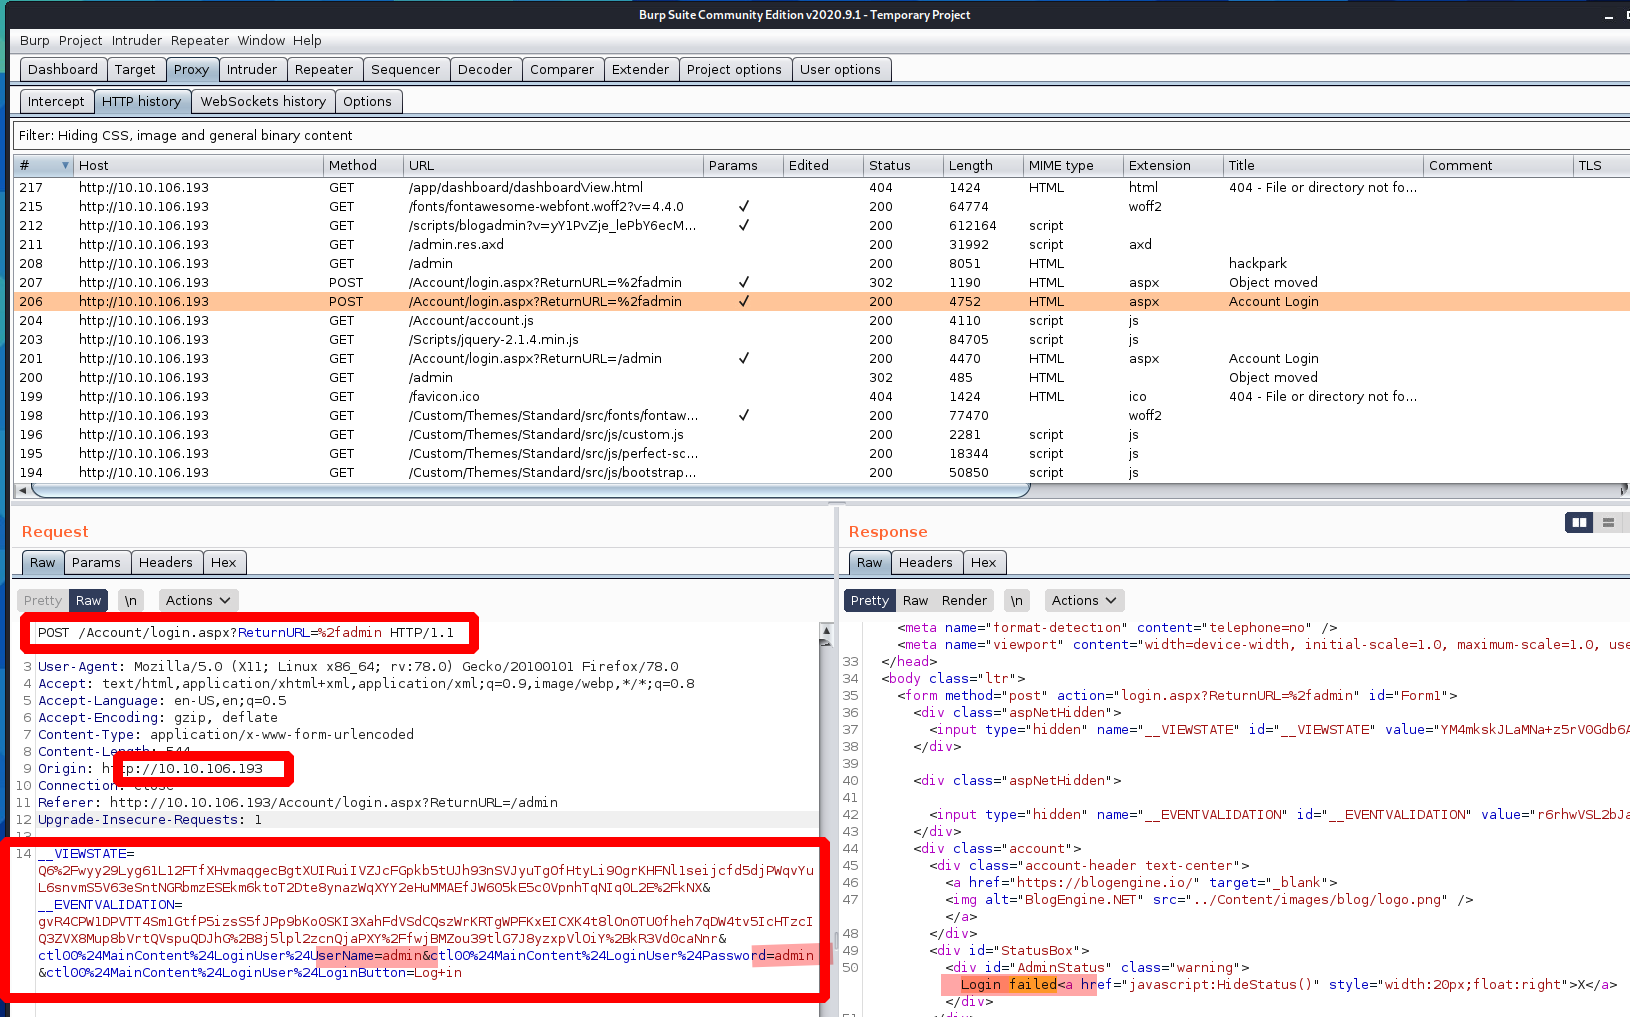 Burp Suite Community Edition v2020.9.1 - Temporary Project
Burp Project Intruder Repeater Window Help
Dashboard Target Proxy Intruder Repeater Sequencer Decoder Comparer Extender Project options User options
Intercept HTTP history WebSockets history Options
Filter: Hiding CSS, image and general binary content
# Host Method URL Params Edited Status Length MIME type Extension Title Comment TLS
217 http://10.10.106.193 GET /app/dashboard/dashboardView.html 404 1424 HTML html 404 - File or directory not fo...
215 http://10.10.106.193 GET /fonts/fontawesome-webfont.woff2?v=4.4.0 ✓ 200 64774 woff2
212 http://10.10.106.193 GET /scripts/blogadmin?v=yY1PvZje_lePbY6ecM... ✓ 200 612164 script
211 http://10.10.106.193 GET /admin.res.axd 200 31992 script axd
208 http://10.10.106.193 GET /admin 200 8051 HTML hackpark
207 http://10.10.106.193 POST /Account/login.aspx?ReturnURL=%2fadmin ✓ 302 1190 HTML aspx Object moved
206 http://10.10.106.193 POST /Account/login.aspx?ReturnURL=%2fadmin ✓ 200 4752 HTML aspx Account Login
204 http://10.10.106.193 GET /Account/account.js 200 4110 script js
203 http://10.10.106.193 GET /Scripts/jquery-2.1.4.min.js 200 84705 script js
201 http://10.10.106.193 GET /Account/login.aspx?ReturnURL=/admin ✓ 200 4470 HTML aspx Account Login
200 http://10.10.106.193 GET /admin 302 485 HTML Object moved
199 http://10.10.106.193 GET /favicon.ico 404 1424 HTML ico 404 - File or directory not fo...
198 http://10.10.106.193 GET /Custom/Themes/Standard/src/fonts/fontaw... ✓ 200 77470 woff2
196 http://10.10.106.193 GET /Custom/Themes/Standard/src/js/custom.js 200 2281 script js
195 http://10.10.106.193 GET /Custom/Themes/Standard/src/js/perfect-sc... 200 18344 script js
194 http://10.10.106.193 GET /Custom/Themes/Standard/src/js/bootstrap... 200 50850 script js
Request
Raw Params Headers Hex
Pretty Raw \n Actions
POST /Account/login.aspx?ReturnURL=%2fadmin HTTP/1.1
3 User-Agent: Mozilla/5.0 (X11; Linux x86_64; rv:78.0) Gecko/20100101 Firefox/78.0
4 Accept: text/html,application/xhtml+xml,application/xml;q=0.9,image/webp,*/*;q=0.8
5 Accept-Language: en-US,en;q=0.5
6 Accept-Encoding: gzip, deflate
7 Content-Type: application/x-www-form-urlencoded
8 Content-Length: 544
9 Origin: http://10.10.106.193
10 Connection: close
11 Referer: http://10.10.106.193/Account/login.aspx?ReturnURL=/admin
12 Upgrade-Insecure-Requests: 1
13
14 __VIEWSTATE=
Q6%2Fwyy29Lyg61L12FTfXHvmaqgecBgtXUIRuiIVZJcFGpkb5tUJh93nSVJyuTgOfHtyLi9OgrKHFNl1seijcfd5djPWqvYu
L6snvmS5V63eSntNGRbmzESEkm6ktoT2Dte8ynazWqXYY2eHuMMAEfJW605kE5cOVpnhTqNIq0L2E%2FkNX&
__EVENTVALIDATION=
gvR4CPW1DPVTT4Sm1GtfP5izsS5fJPp9bKo0SKI3XahFdVSdCQszWrKRTgWPFKxEICXK4t8lOn0TU0fheh7qDW4tv5IcHTzcI
Q3ZVX8Mup8bVrtQVspuQDJhG%2B8j5lpl2zcnQjaPXY%2FfwjBMZou39tlG7J8yzxpVlOiY%2BkR3Vd0caNnr&
ctl00%24MainContent%24LoginUser%24UserName=admin&ctl00%24MainContent%24LoginUser%24Password=admin
&ctl00%24MainContent%24LoginUser%24LoginButton=Log+in
Response
Raw Headers Hex
Pretty Raw Render \n Actions
<meta name="format-detection" content="telephone=no" />
<meta name="viewport" content="width=device-width, initial-scale=1.0, maximum-scale=1.0, use
33 </head>
34 <body class="ltr">
35 <form method="post" action="login.aspx?ReturnURL=%2fadmin" id="Form1">
36 <div class="aspNetHidden">
37 <input type="hidden" name="__VIEWSTATE" id="__VIEWSTATE" value="YM4mkskJLaMNa+z5rV0Gdb6A
38 </div>
39
40 <div class="aspNetHidden">
41
42 <input type="hidden" name="__EVENTVALIDATION" id="__EVENTVALIDATION" value="r6rhwVSL2bJa
43 </div>
44 <div class="account">
45 <div class="account-header text-center">
46 <a href="https://blogengine.io/" target="_blank">
47 <img alt="BlogEngine.NET" src="../Content/images/blog/logo.png" />
</a>
48 </div>
49 <div id="StatusBox">
50 <div id="AdminStatus" class="warning">
Login failed<a href="javascript:HideStatus()" style="width:20px;float:right">X</a>
</div>
51 </div>